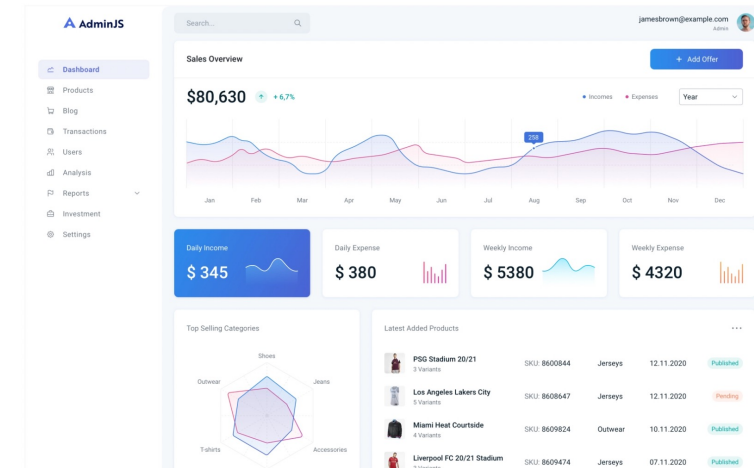 AdminJS
Search...
jamesbrown@example.com
Admin
Dashboard
Products
Blog
Transactions
Users
Analysis
Reports
Investment
Settings
Sales Overview
+ Add Offer
$80,630 + 6,7%
Incomes Expenses Year
258
Jan Feb Mar Apr May Jun Jul Aug Sep Oct Nov Dec
Daily Income
$ 345
Daily Expense
$ 380
Weekly Income
$ 5380
Weekly Expense
$ 4320
Top Selling Categories
Shoes
Outwear Jeans
T-shirts Accessories
Latest Added Products
PSG Stadium 20/21
3 Variants
SKU: 8600844 Jerseys 12.11.2020 Published
Los Angeles Lakers City
5 Variants
SKU: 8608647 Jerseys 12.11.2020 Pending
Miami Heat Courtside
4 Variants
SKU: 8609824 Outwear 10.11.2020 Published
Liverpool FC 20/21 Stadium
SKU: 8609474 Jerseys 07.11.2020 Published